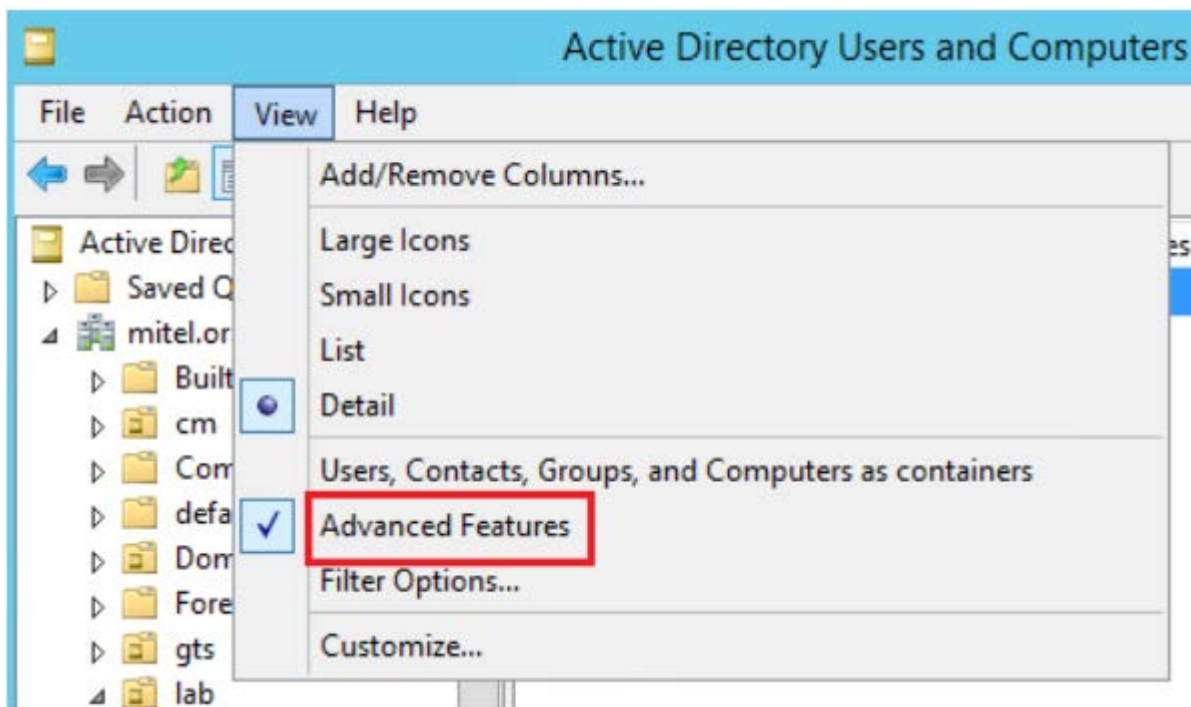 Active Directory Users and Computers
File Action View Help
Add/Remove Columns...
Large Icons
Small Icons
List
Detail
Users, Contacts, Groups, and Computers as containers
Advanced Features
Filter Options...
Customize...
Active Direc
Saved Q
mitel.or
Built
cm
Com
defa
Dom
Fore
gts
lab
es